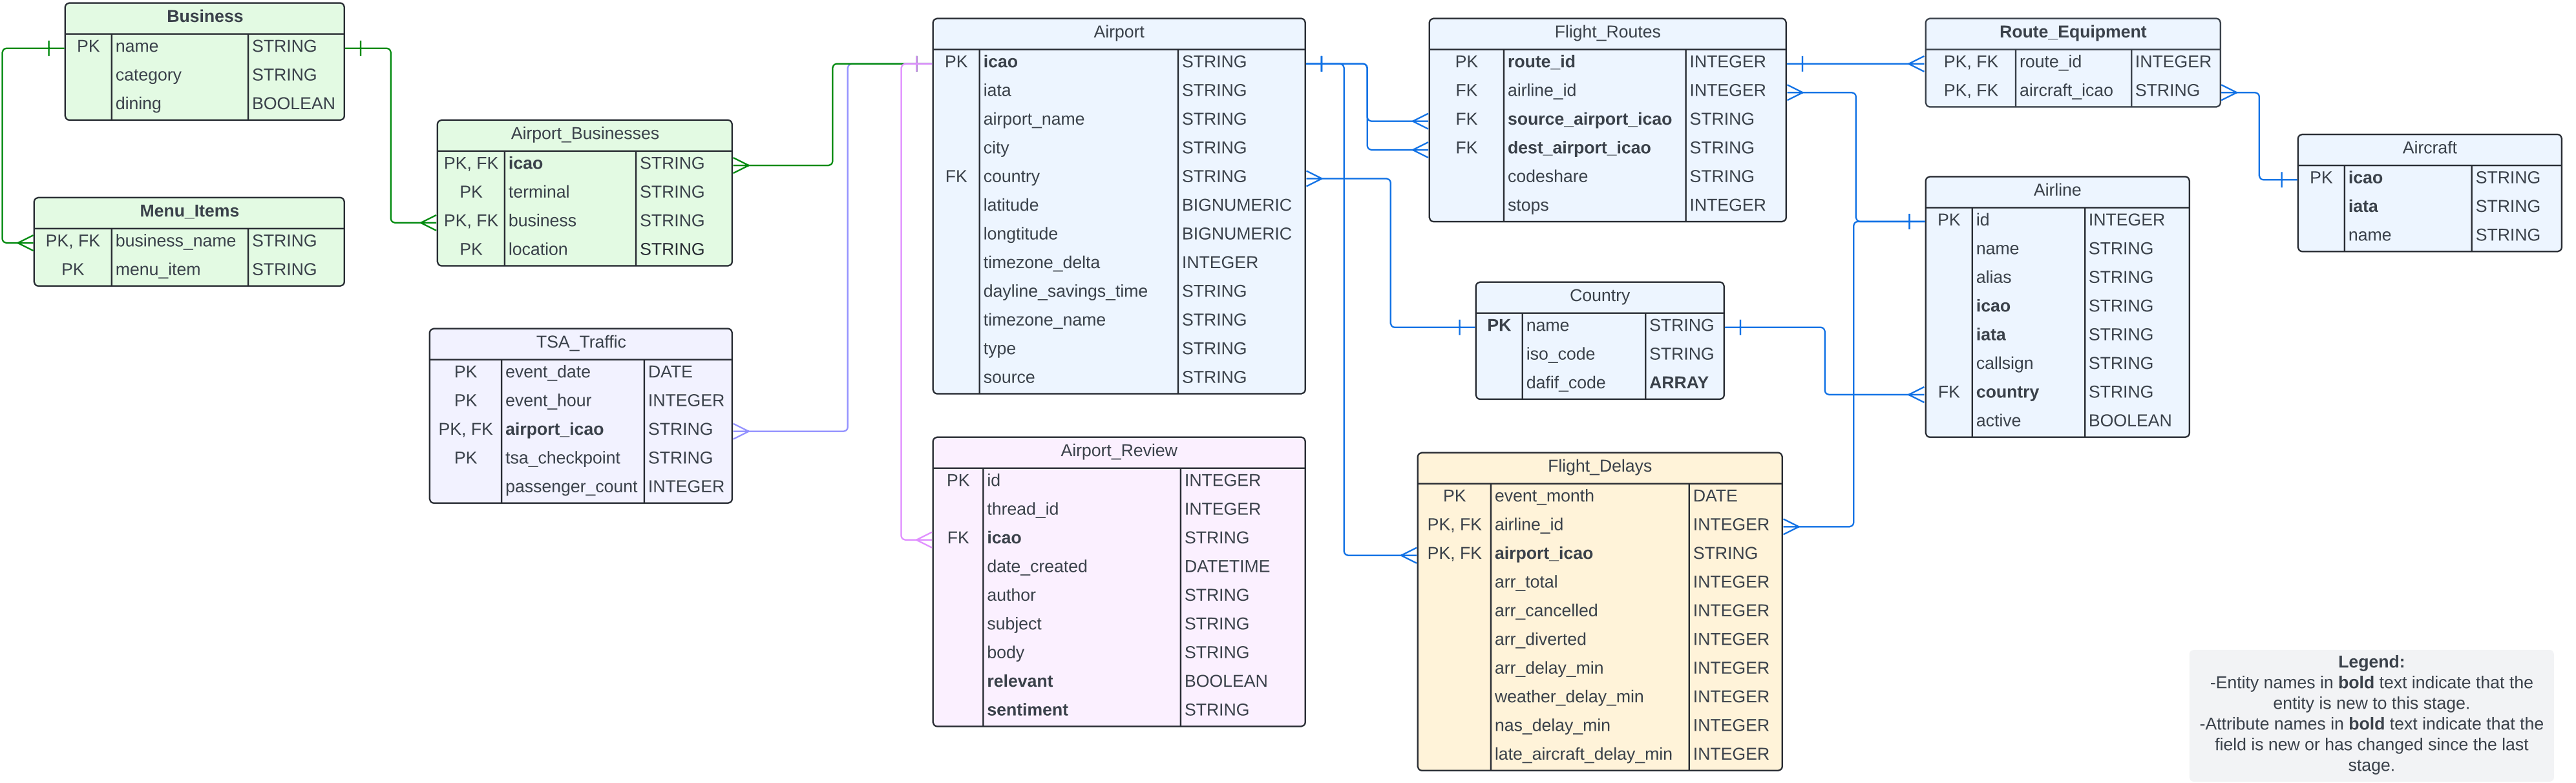 Business
PK name STRING
category STRING
dining BOOLEAN
Menu_Items
PK, FK business_name STRING
PK menu_item STRING
Airport_Businesses
PK, FK icao STRING
PK terminal STRING
PK, FK business STRING
PK location STRING
TSA_Traffic
PK event_date DATE
PK event_hour INTEGER
PK, FK airport_icao STRING
PK tsa_checkpoint STRING
passenger_count INTEGER
Airport
PK icao STRING
iata STRING
airport_name STRING
city STRING
FK country STRING
latitude BIGNUMERIC
longtitude BIGNUMERIC
timezone_delta INTEGER
dayline_savings_time STRING
timezone_name STRING
type STRING
source STRING
Airport_Review
PK id INTEGER
thread_id INTEGER
FK icao STRING
date_created DATETIME
author STRING
subject STRING
body STRING
relevant BOOLEAN
sentiment STRING
Flight_Routes
PK route_id INTEGER
FK airline_id INTEGER
FK source_airport_icao STRING
FK dest_airport_icao STRING
codeshare STRING
stops INTEGER
Country
PK name STRING
iso_code STRING
dafif_code ARRAY
Flight_Delays
PK event_month DATE
PK, FK airline_id INTEGER
PK, FK airport_icao STRING
arr_total INTEGER
arr_cancelled INTEGER
arr_diverted INTEGER
arr_delay_min INTEGER
weather_delay_min INTEGER
nas_delay_min INTEGER
late_aircraft_delay_min INTEGER
Route_Equipment
PK, FK route_id INTEGER
PK, FK aircraft_icao STRING
Airline
PK id INTEGER
name STRING
alias STRING
icao STRING
iata STRING
callsign STRING
FK country STRING
active BOOLEAN
Aircraft
PK icao STRING
iata STRING
name STRING
Legend:
-Entity names in bold text indicate that the
entity is new to this stage.
-Attribute names in bold text indicate that the
field is new or has changed since the last
stage.